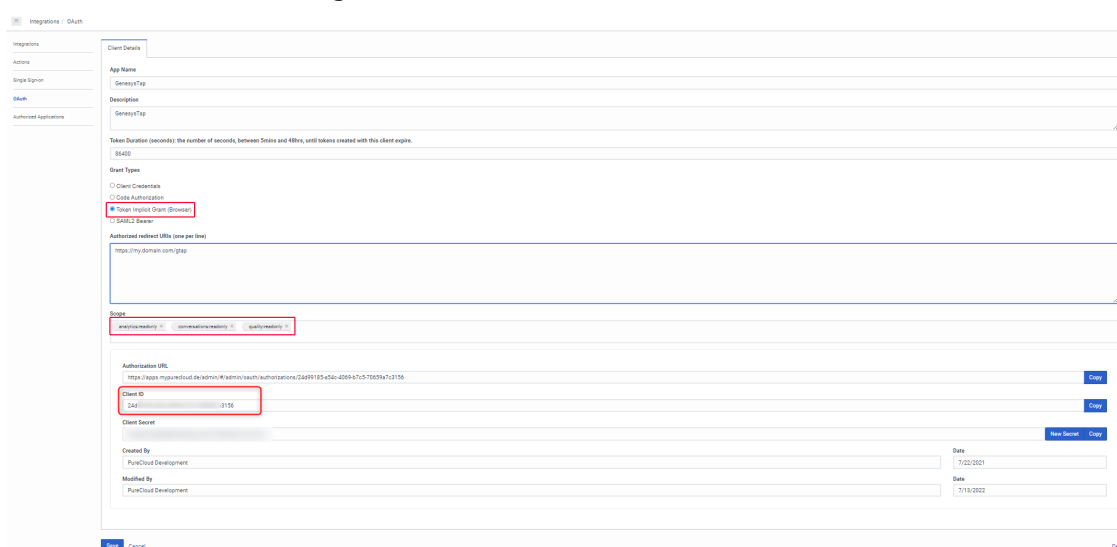 Integrations / OAuth
Integrations
Actions
Single Sign-on
OAuth
Authorized Applications
Client Details
App Name
GenesysTap
Description
GenesysTap
Token Duration (seconds): the number of seconds, between 5mins and 48hrs, until tokens created with this client expire.
86400
Grant Types
Client Credentials
Code Authorization
Token Implicit Grant (Browser)
SAML2 Bearer
Authorized redirect URIs (one per line)
https://my.domain.com/gtap
Scope
analytics:readonly × conversations:readonly × quality:readonly ×
Authorization URL
https://apps.mypurecloud.de/admin/#/admin/oauth/authorizations/24d99185-e54c-4069-b7c5-70659a7c3156
Copy
Client ID
24d 3156
Copy
Client Secret
New Secret Copy
Created By
Date
PureCloud Development
7/22/2021
Modified By
Date
PureCloud Development
7/13/2022
Save Cancel